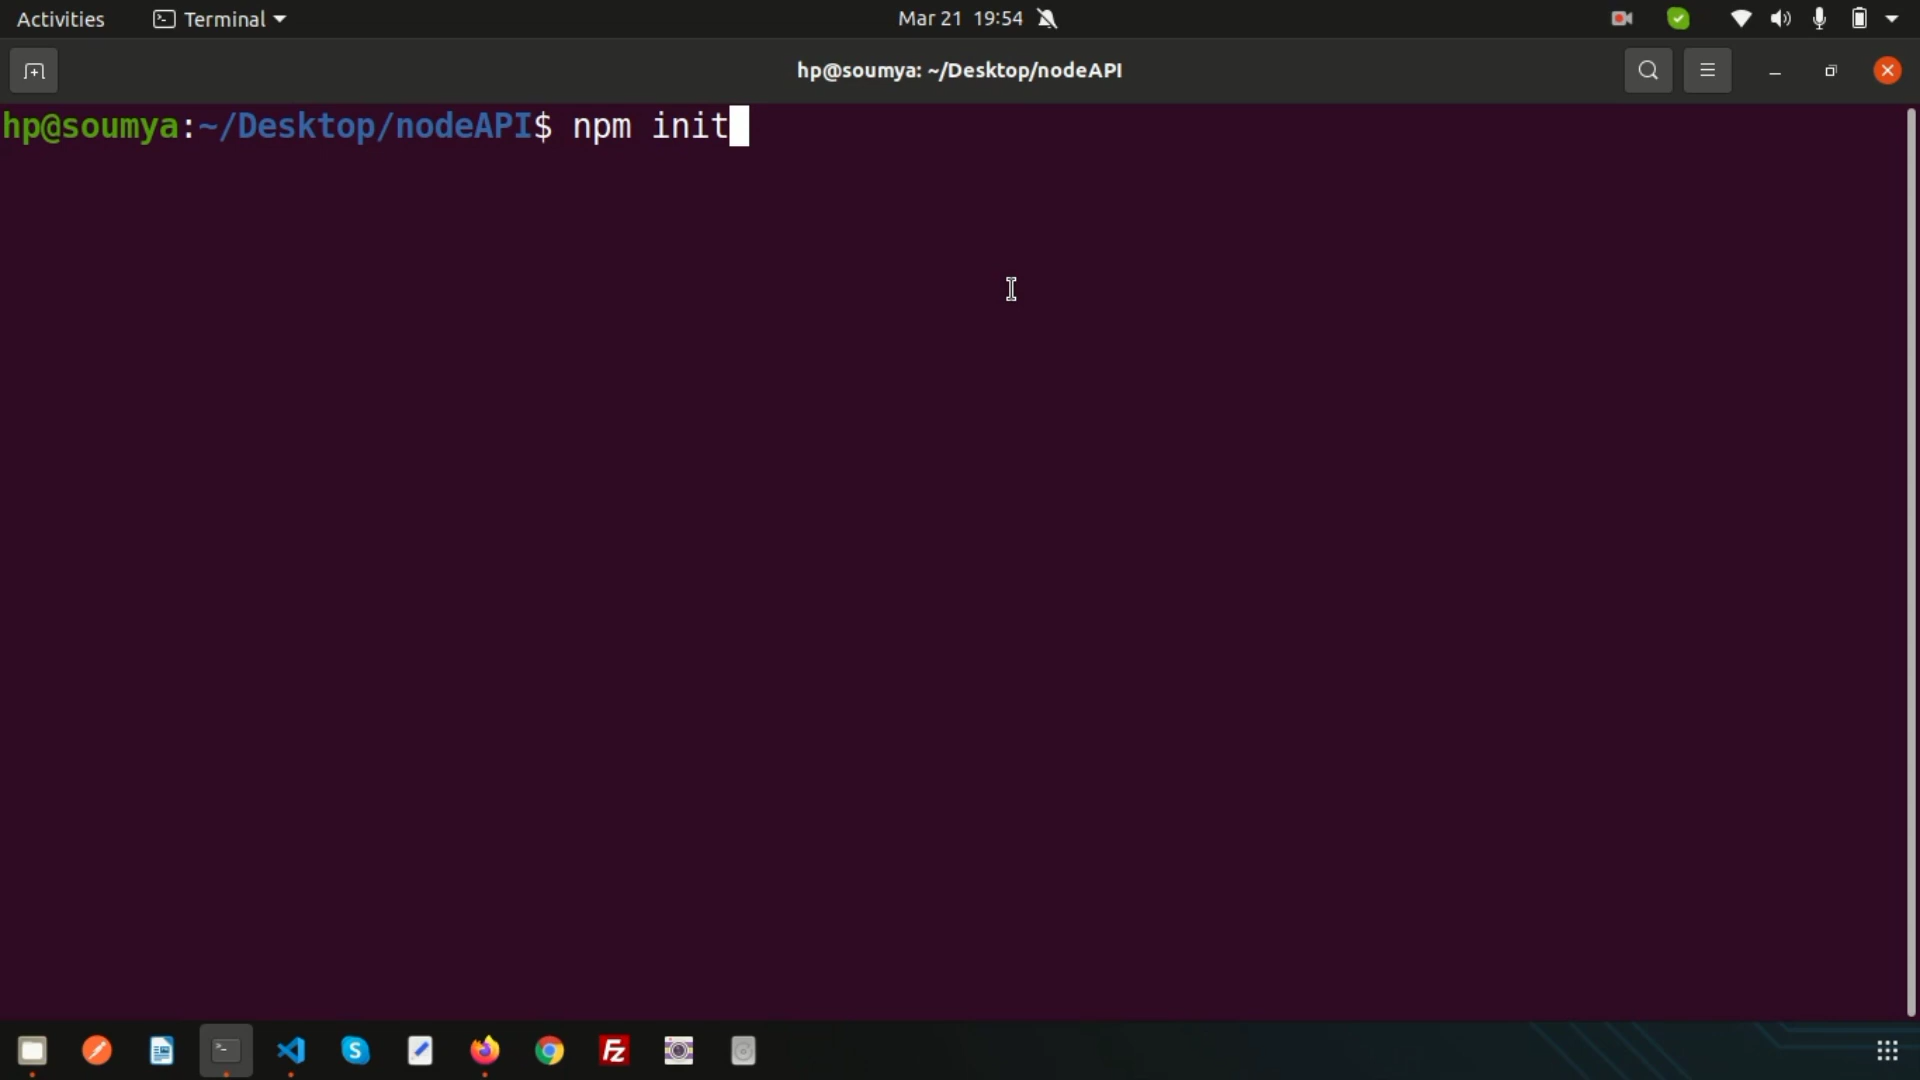 Activities Terminal Mar 21 19:54
hp@soumya: ~/Desktop/nodeAPI
hp@soumya:~/Desktop/nodeAPI$ npm init